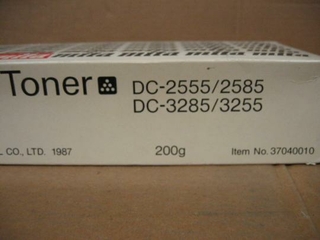 Toner DC-2555/2585
DC-3285/3255
CO., LTD. 1987 200g Item No. 37040010